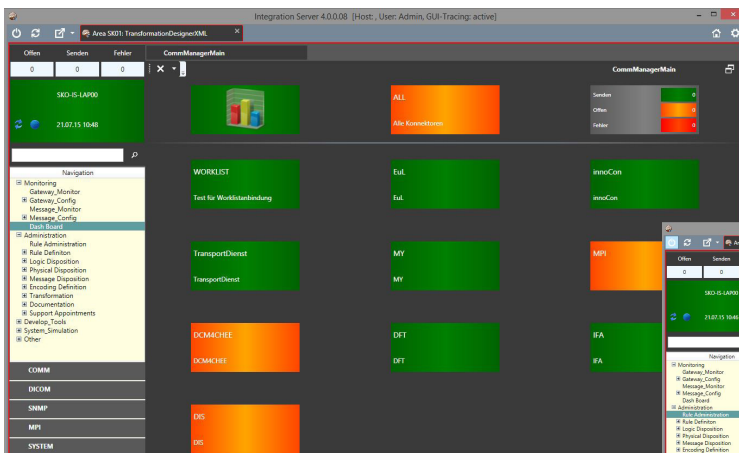 Integration Server 4.0.0.08 [Host: , User: Admin, GUI-Tracing: active]
Area SK01: TransformationDesignerXML
Offen Senden Fehler
0 0 0
SKO-IS-LAP00
21.07.15 10:48
Navigation
Monitoring
Gateway_Monitor
Gateway_Config
Message_Monitor
Message_Config
Dash Board
Administration
Rule Administration
Rule Definiton
Logic Disposition
Physical Disposition
Message Disposition
Encoding Definition
Transformation
Documentation
Support Appointments
Develop_Tools
System_Simulation
Other
COMM
DICOM
SNMP
MPI
SYSTEM
CommManagerMain
CommManagerMain
ALL
Alle Konnektoren
Senden 0
Offen 0
Fehler 0
WORKLIST
Test für Worklistanbindung
EuL
EuL
innoCon
innoCon
TransportDienst
TransportDienst
MY
MY
MPI
DCM4CHEE
DCM4CHEE
DFT
DFT
IFA
IFA
DIS
DIS
Offen Senden
0 0
SKO-IS-LAP00
21.07.15 10:46
Navigation
Monitoring
Gateway_Monitor
Gateway_Config
Message_Monitor
Message_Config
Dash Board
Administration
Rule Administration
Rule Definiton
Logic Disposition
Physical Disposition
Message Disposition
Encoding Definition